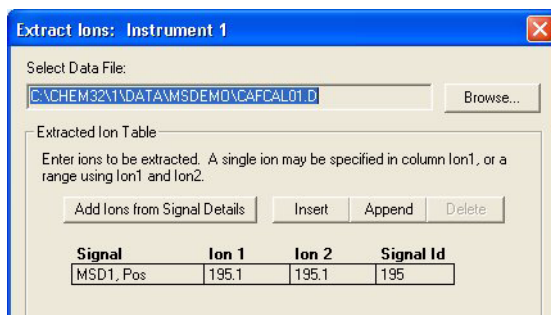 Extract Ions: Instrument 1
Select Data File:
C:\CHEM32\1\DATA\MSDEMO\CAFCAL01.D
Browse...
Extracted Ion Table
Enter ions to be extracted. A single ion may be specified in column Ion1, or a
range using Ion1 and Ion2.
Add Ions from Signal Details Insert Append Delete
Signal Ion 1 Ion 2 Signal Id
MSD1, Pos 195.1 195.1 195